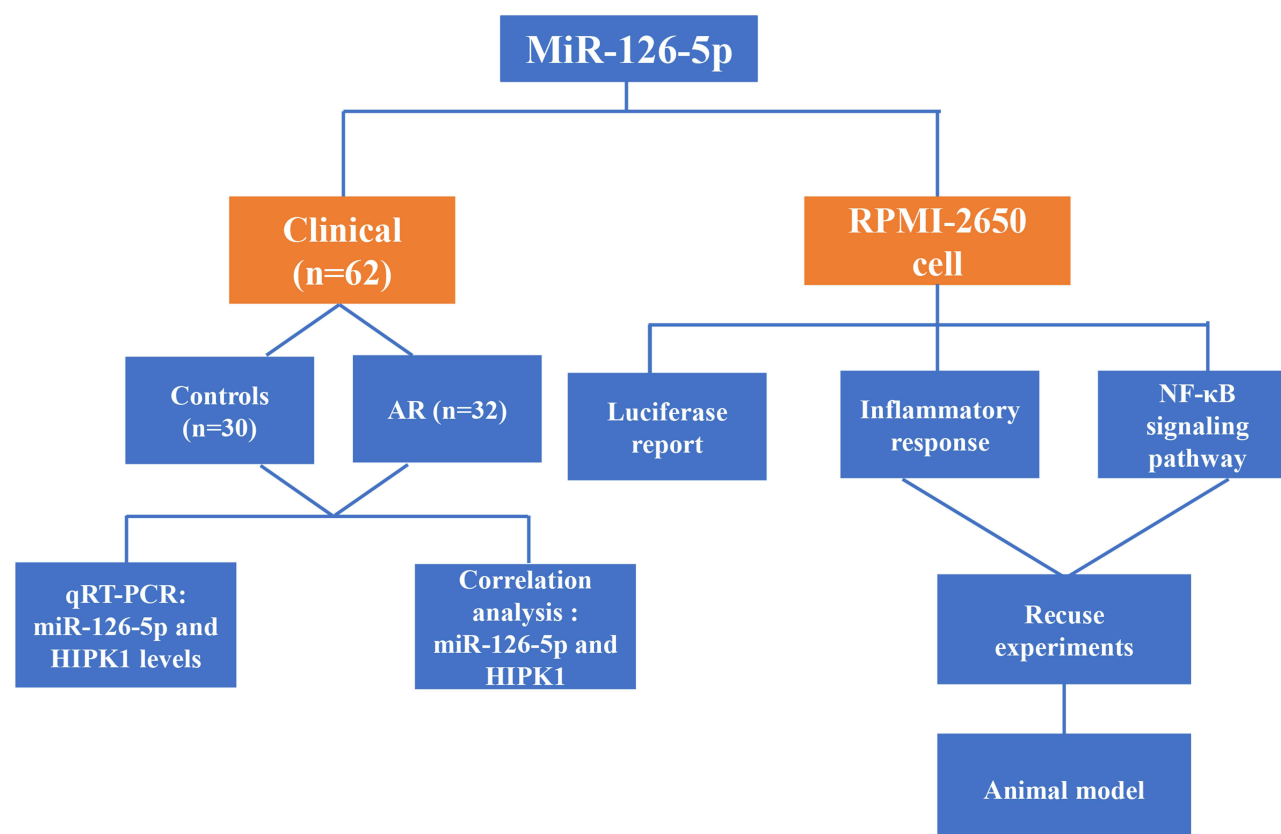 MiR-126-5p
Clinical
(n=62)
RPMI-2650
cell
Controls
(n=30)
AR (n=32)
Luciferase
report
Inflammatory
response
NF-κB
signaling
pathway
qRT-PCR:
miR-126-5p and
HIPK1 levels
Correlation
analysis :
miR-126-5p and
HIPK1
Recuse
experiments
Animal model